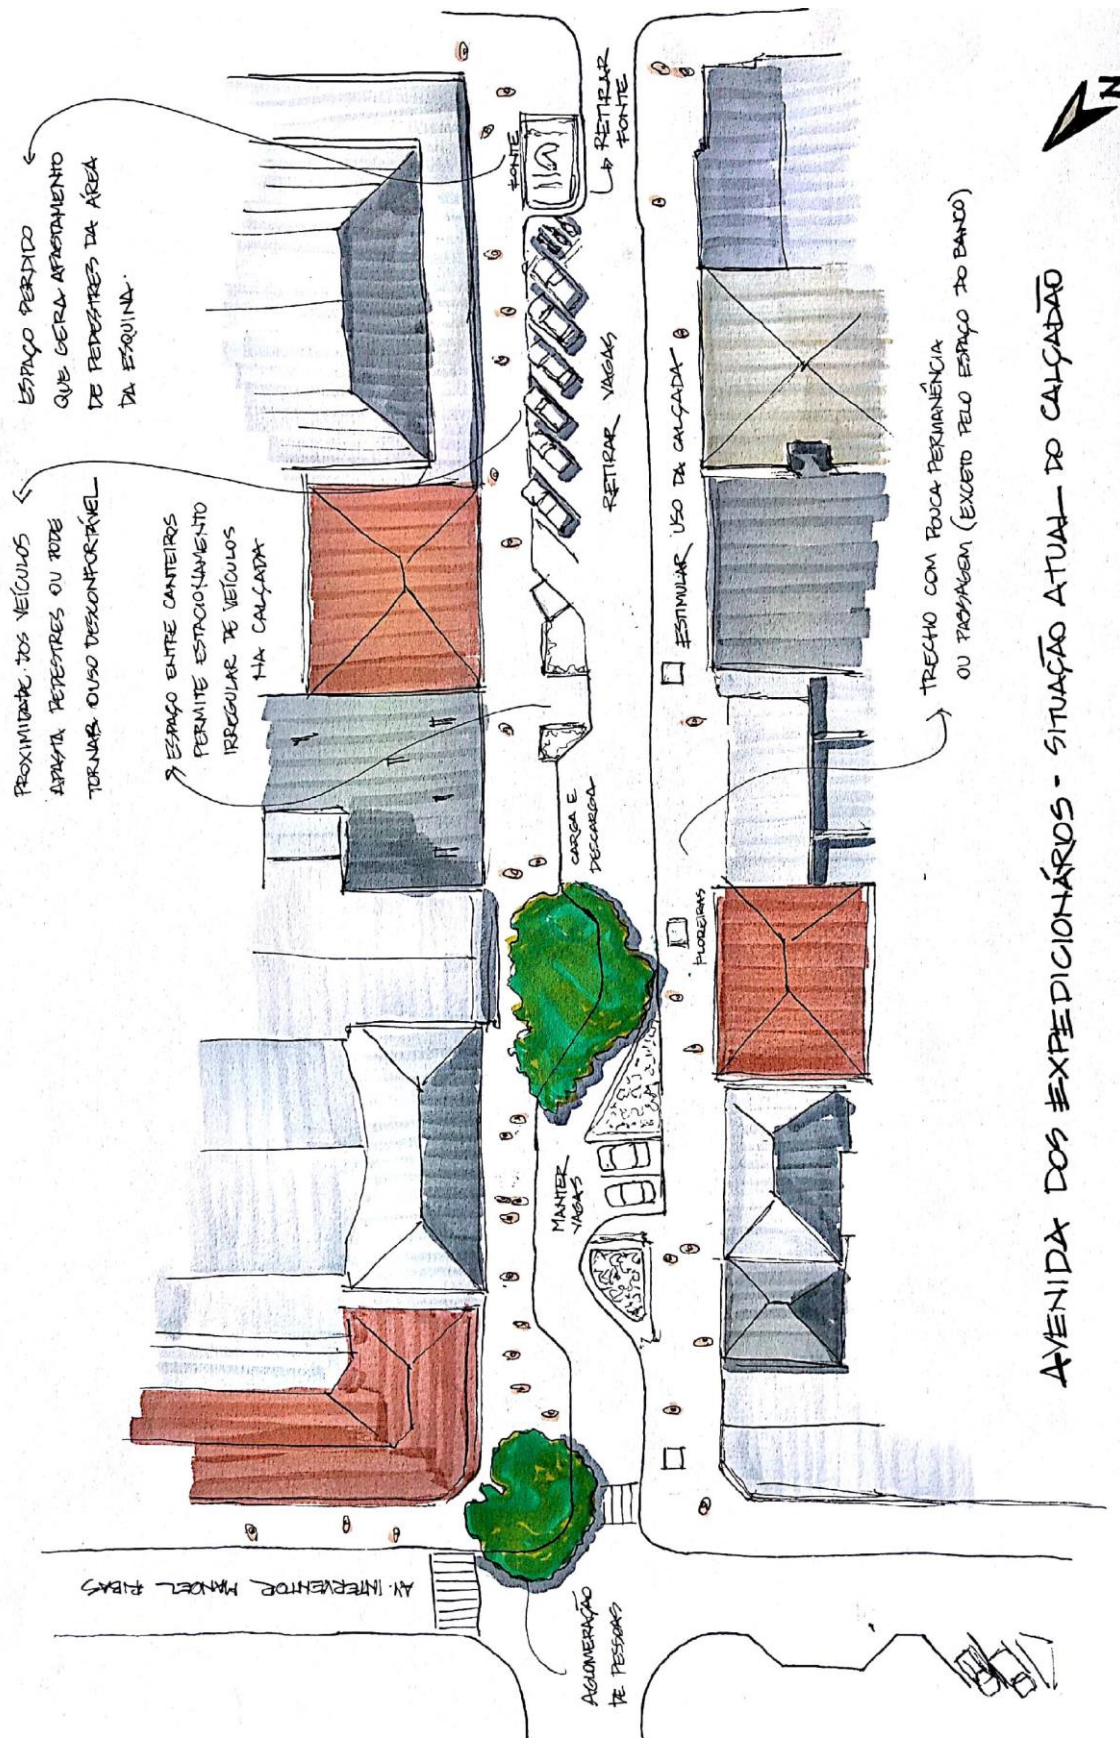 ESPAÇO PERDIDO
QUE GERA AFASTAMENTO
DE PEDESTRES DA ÁREA
DA ESQUINA.
PROXIMIDADE DOS VEÍCULOS
AFASTA PEDESTRES OU PODE
TORNAR O USO DESCONFORTÁVEL
ESPAÇO ENTRE CANTEIROS
PERMITE ESTACIONAMENTO
IRREGULAR DE VEÍCULOS
NA CALÇADA
FONTE
RETIRAR
FONTE
RETIRAR VAGAS
ESTIMULAR USO DA CALÇADA
CARGA E
DESCARGA
FLOREIRAS
MANTER
VAGAS
AV. INTERVENTOR MANOEL RIBAS
AGLOMERAÇÃO
DE PESSOAS
TRECHO COM POUCA PERMANÊNCIA
OU PASSAGEM (EXCETO PELO ESPAÇO DO BANCO)
AVENIDA DOS EXPEDICIONÁRIOS - SITUAÇÃO ATUAL DO CALÇADÃO
N